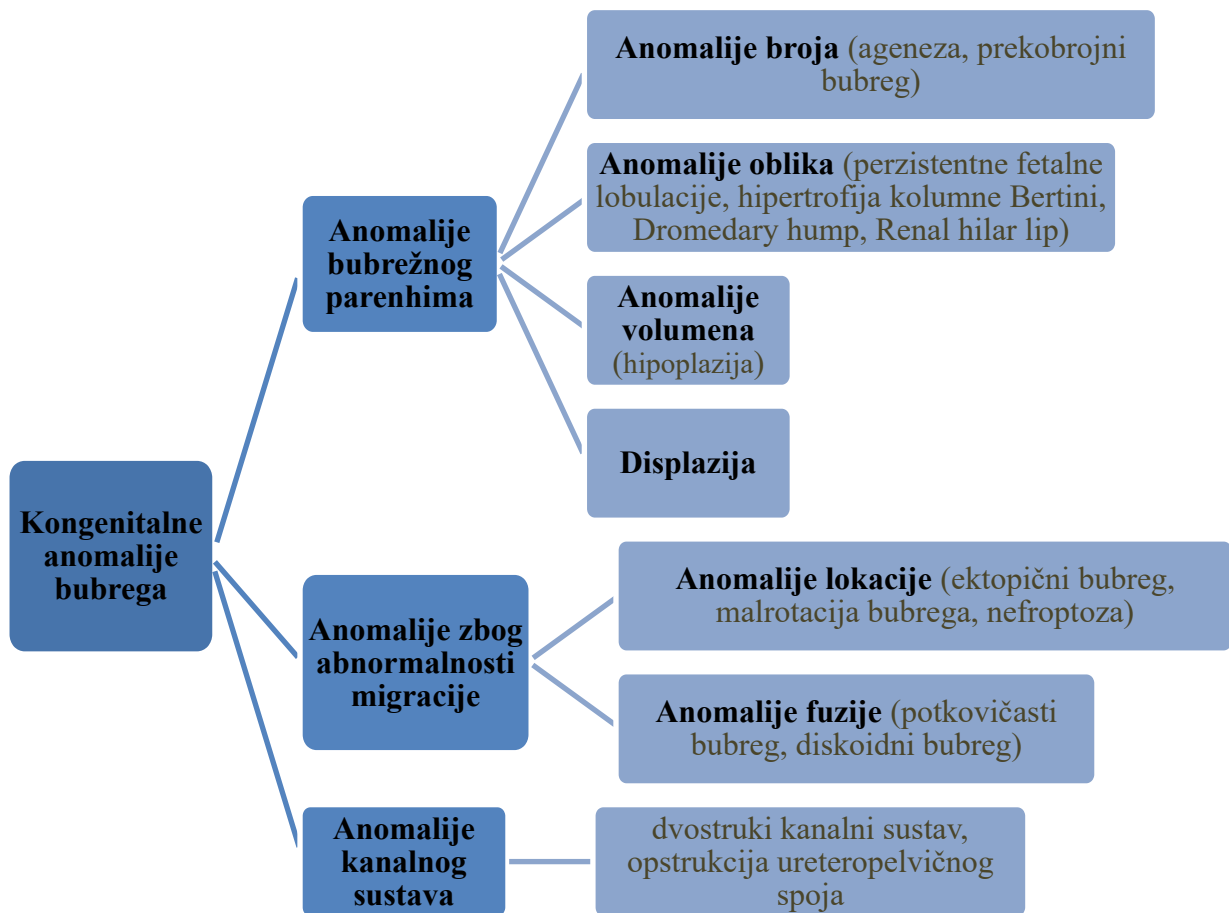 Kongenitalne
anomalije
bubrega
Anomalije
bubrežnog
parenhima
Anomalije broja (ageneza, prekobrojni
bubreg)
Anomalije oblika (perzistentne fetalne
lobulacije, hipertrofija kolumne Bertini,
Dromedary hump, Renal hilar lip)
Anomalije
volumena
(hipoplazija)
Displazija
Anomalije zbog
abnormalnosti
migracije
Anomalije lokacije (ektopični bubreg,
malrotacija bubrega, nefroptoza)
Anomalije fuzije (potkovičasti
bubreg, diskoidni bubreg)
Anomalije
kanalnog
sustava
dvostruki kanalni sustav,
opstrukcija ureteropelvičnog
spoja